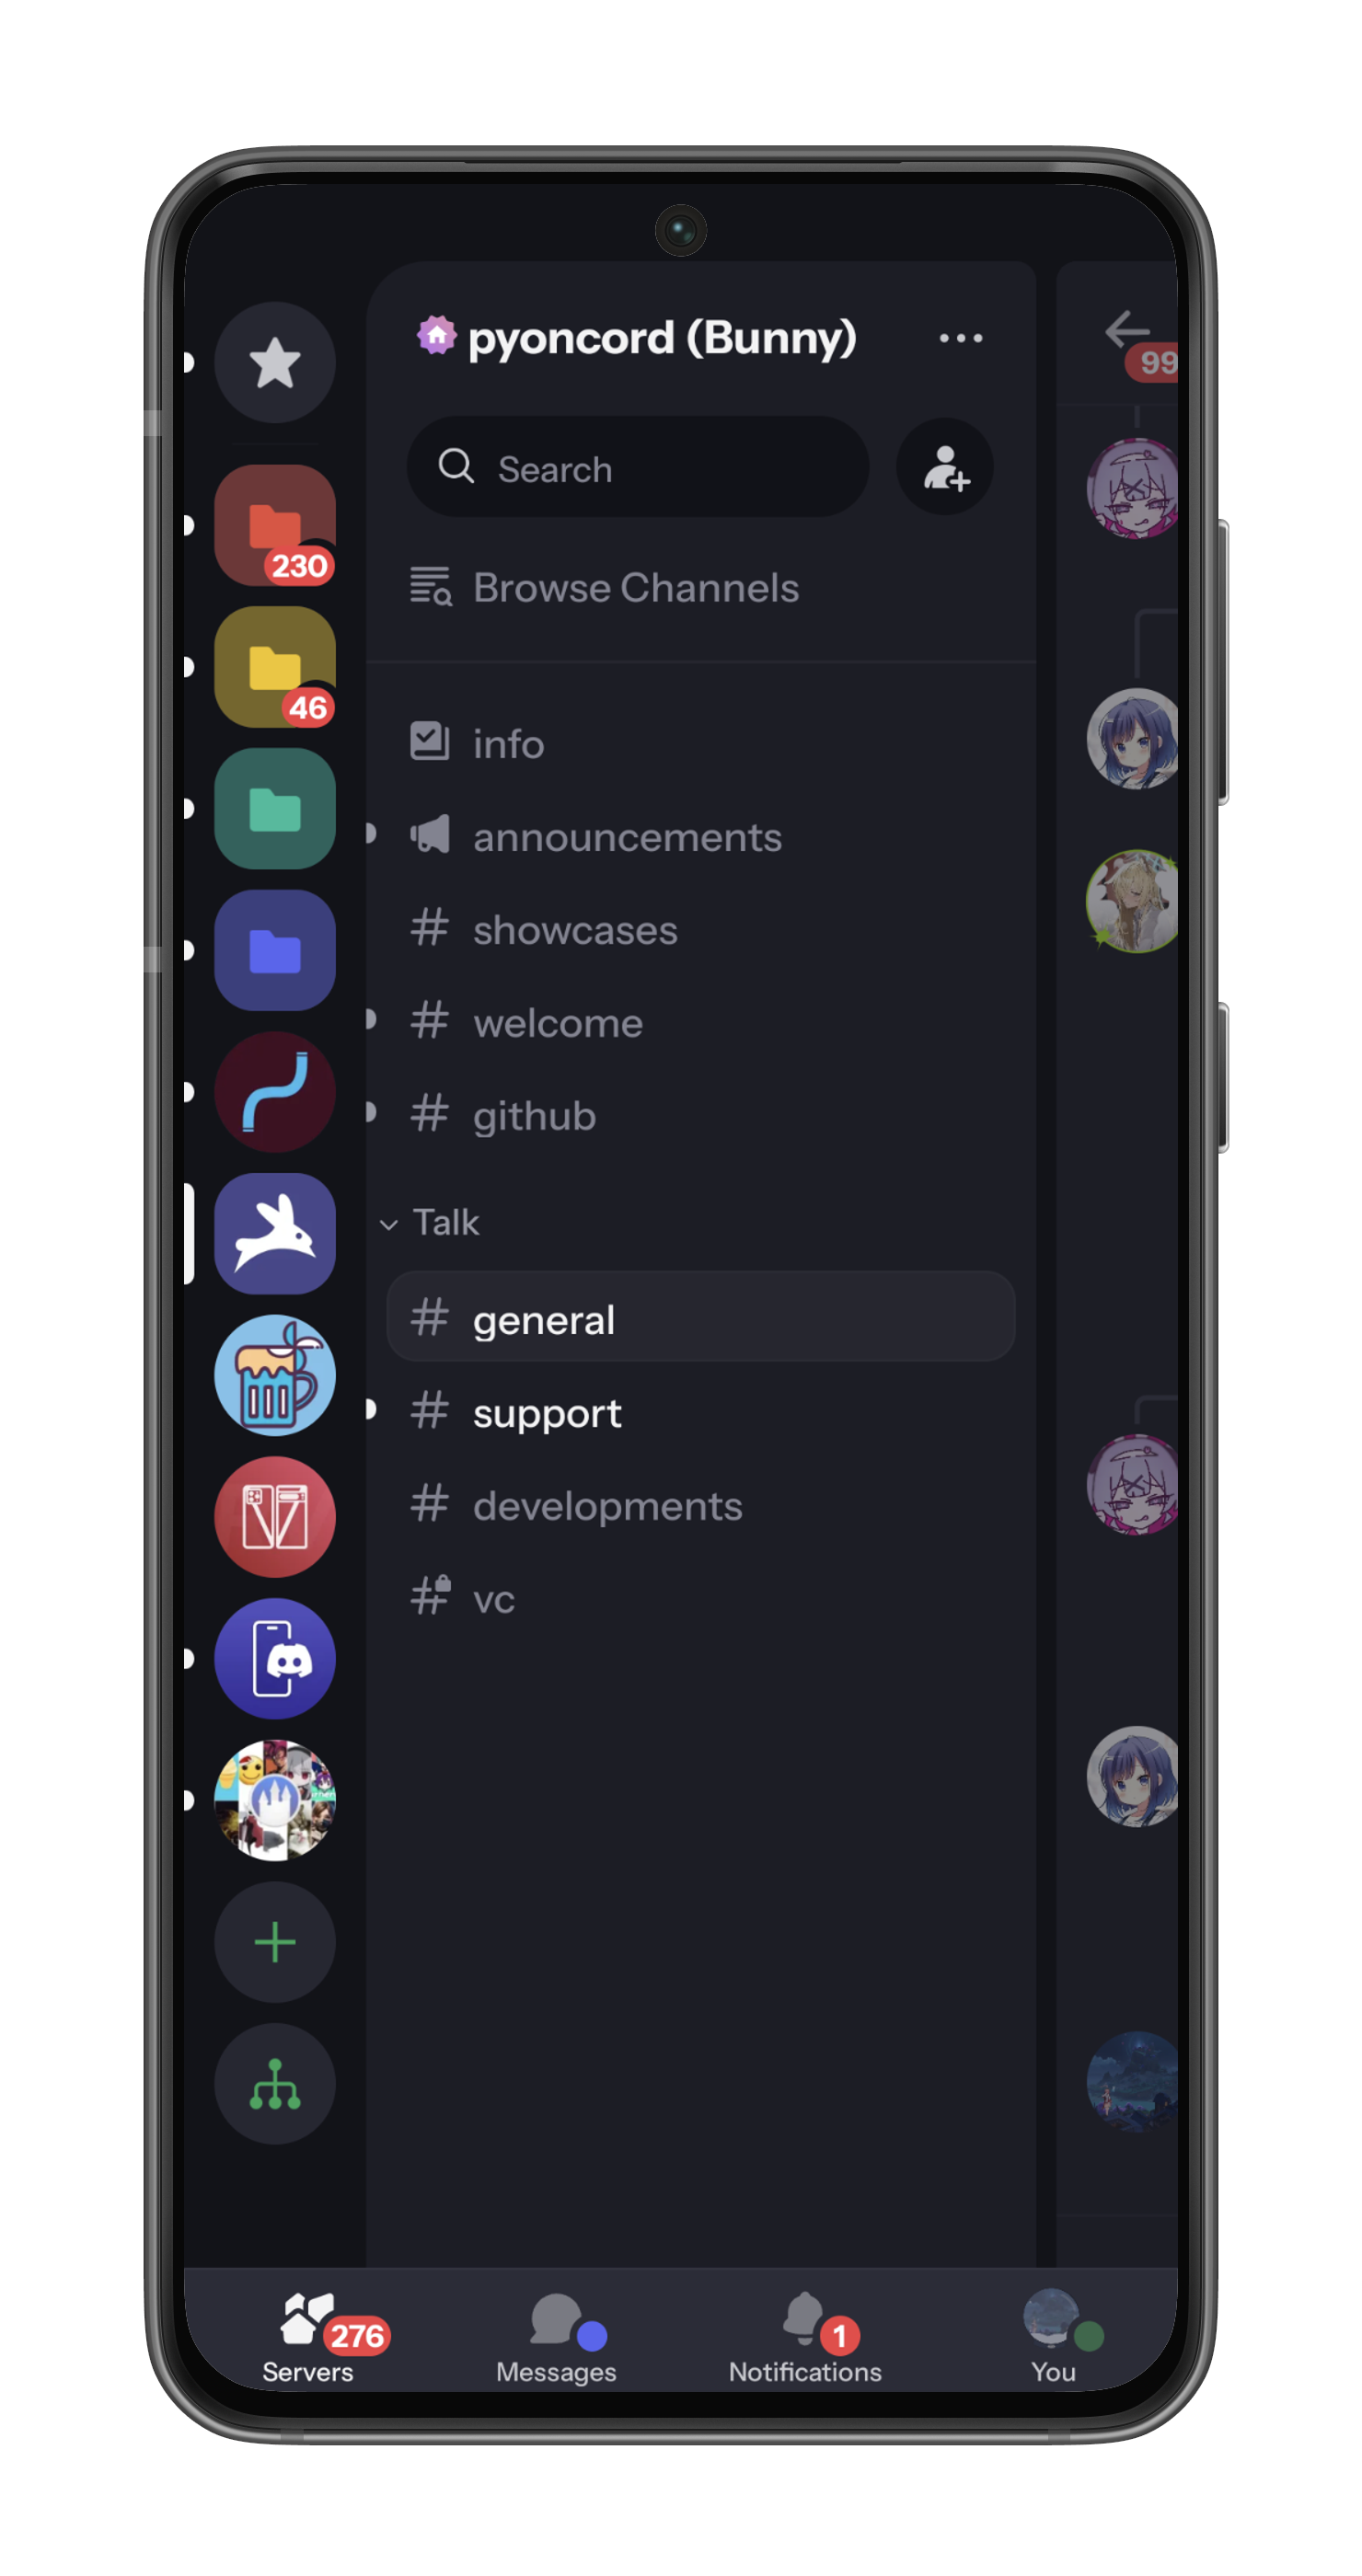 pyoncord (Bunny)
99
Search
Browse Channels
230
46
info
announcements
showcases
welcome
github
Talk
general
support
developments
vc
276
1
Servers
Messages
Notifications
You